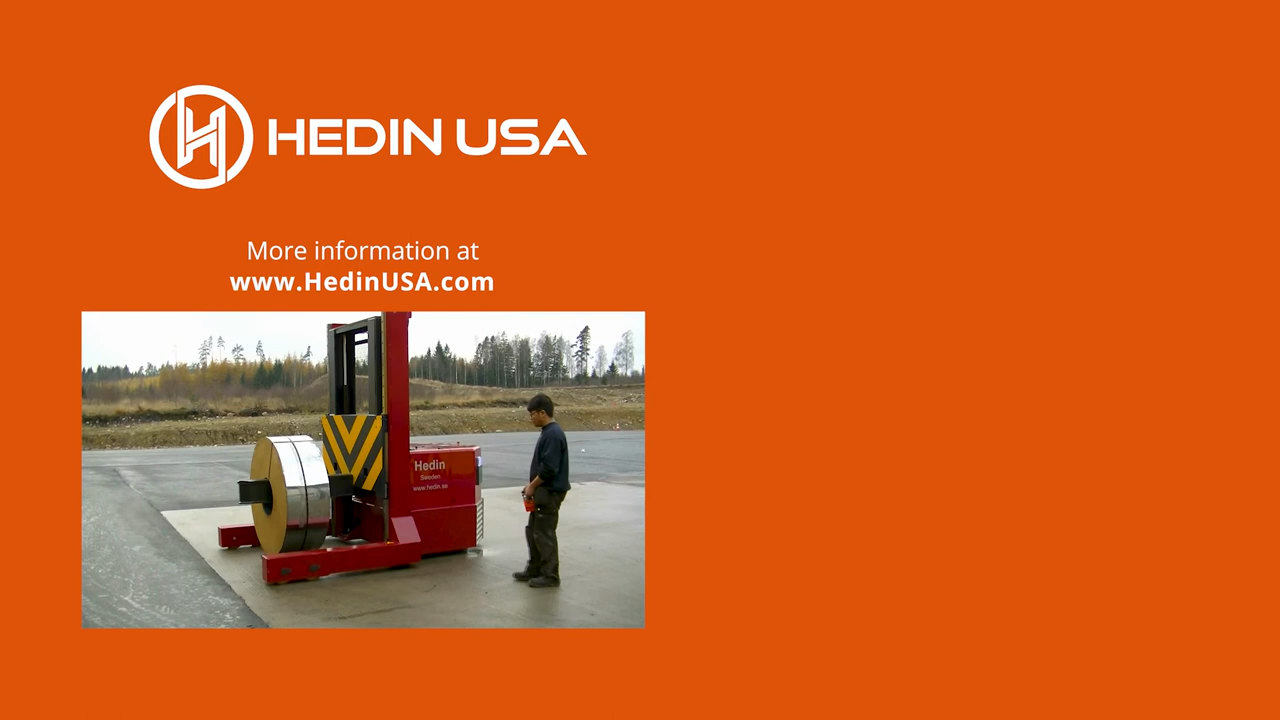 HEDIN USA
More information at
www.HedinUSA.com
Hedin
Sweden
www.hedin.se